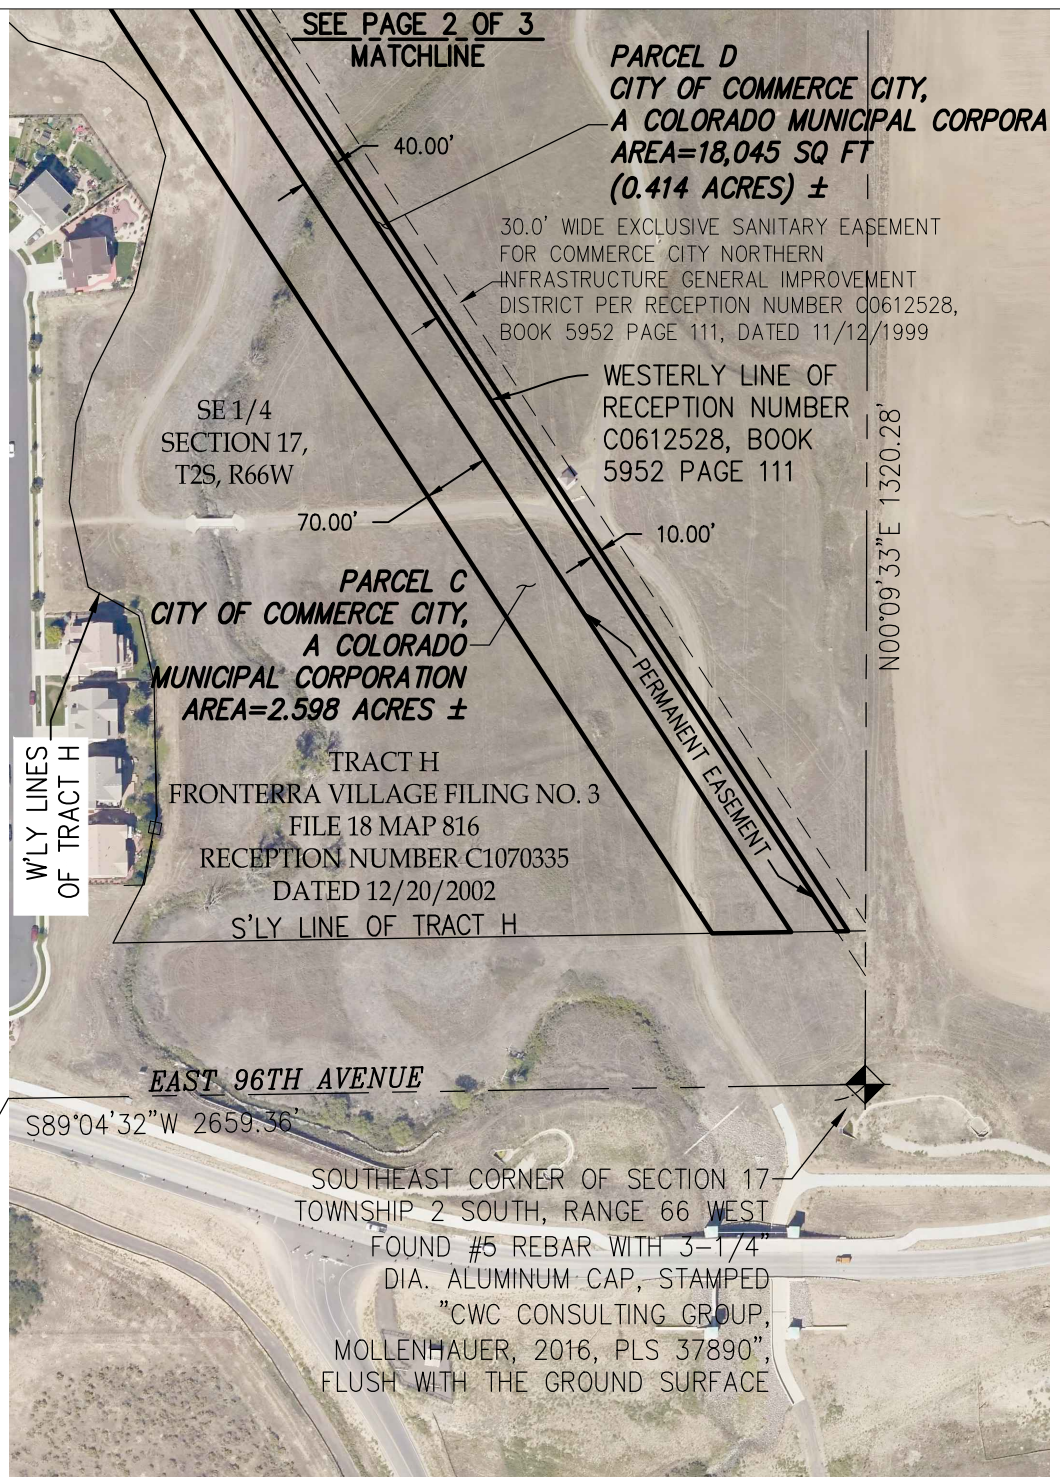 SEE PAGE 2 OF 3
MATCHLINE
PARCEL D
CITY OF COMMERCE CITY,
A COLORADO MUNICIPAL CORPORA
AREA=18,045 SQ FT
(0.414 ACRES) ±
40.00'
30.0' WIDE EXCLUSIVE SANITARY EASEMENT
FOR COMMERCE CITY NORTHERN
INFRASTRUCTURE GENERAL IMPROVEMENT
DISTRICT PER RECEPTION NUMBER C0612528,
BOOK 5952 PAGE 111, DATED 11/12/1999
WESTERLY LINE OF
RECEPTION NUMBER
C0612528, BOOK
5952 PAGE 111
SE 1/4
SECTION 17,
T2S, R66W
N00°09'33"E 1320.28'
70.00'
10.00'
PARCEL C
CITY OF COMMERCE CITY,
A COLORADO
MUNICIPAL CORPORATION
AREA=2.598 ACRES ±
PERMANENT EASEMENT
W'LY LINES
OF TRACT H
TRACT H
FRONTERRA VILLAGE FILING NO. 3
FILE 18 MAP 816
RECEPTION NUMBER C1070335
DATED 12/20/2002
S'LY LINE OF TRACT H
EAST 96TH AVENUE
S89°04'32"W 2659.36'
SOUTHEAST CORNER OF SECTION 17
TOWNSHIP 2 SOUTH, RANGE 66 WEST
FOUND #5 REBAR WITH 3-1/4"
DIA. ALUMINUM CAP, STAMPED
"CWC CONSULTING GROUP,
MOLLENHAUER, 2016, PLS 37890",
FLUSH WITH THE GROUND SURFACE